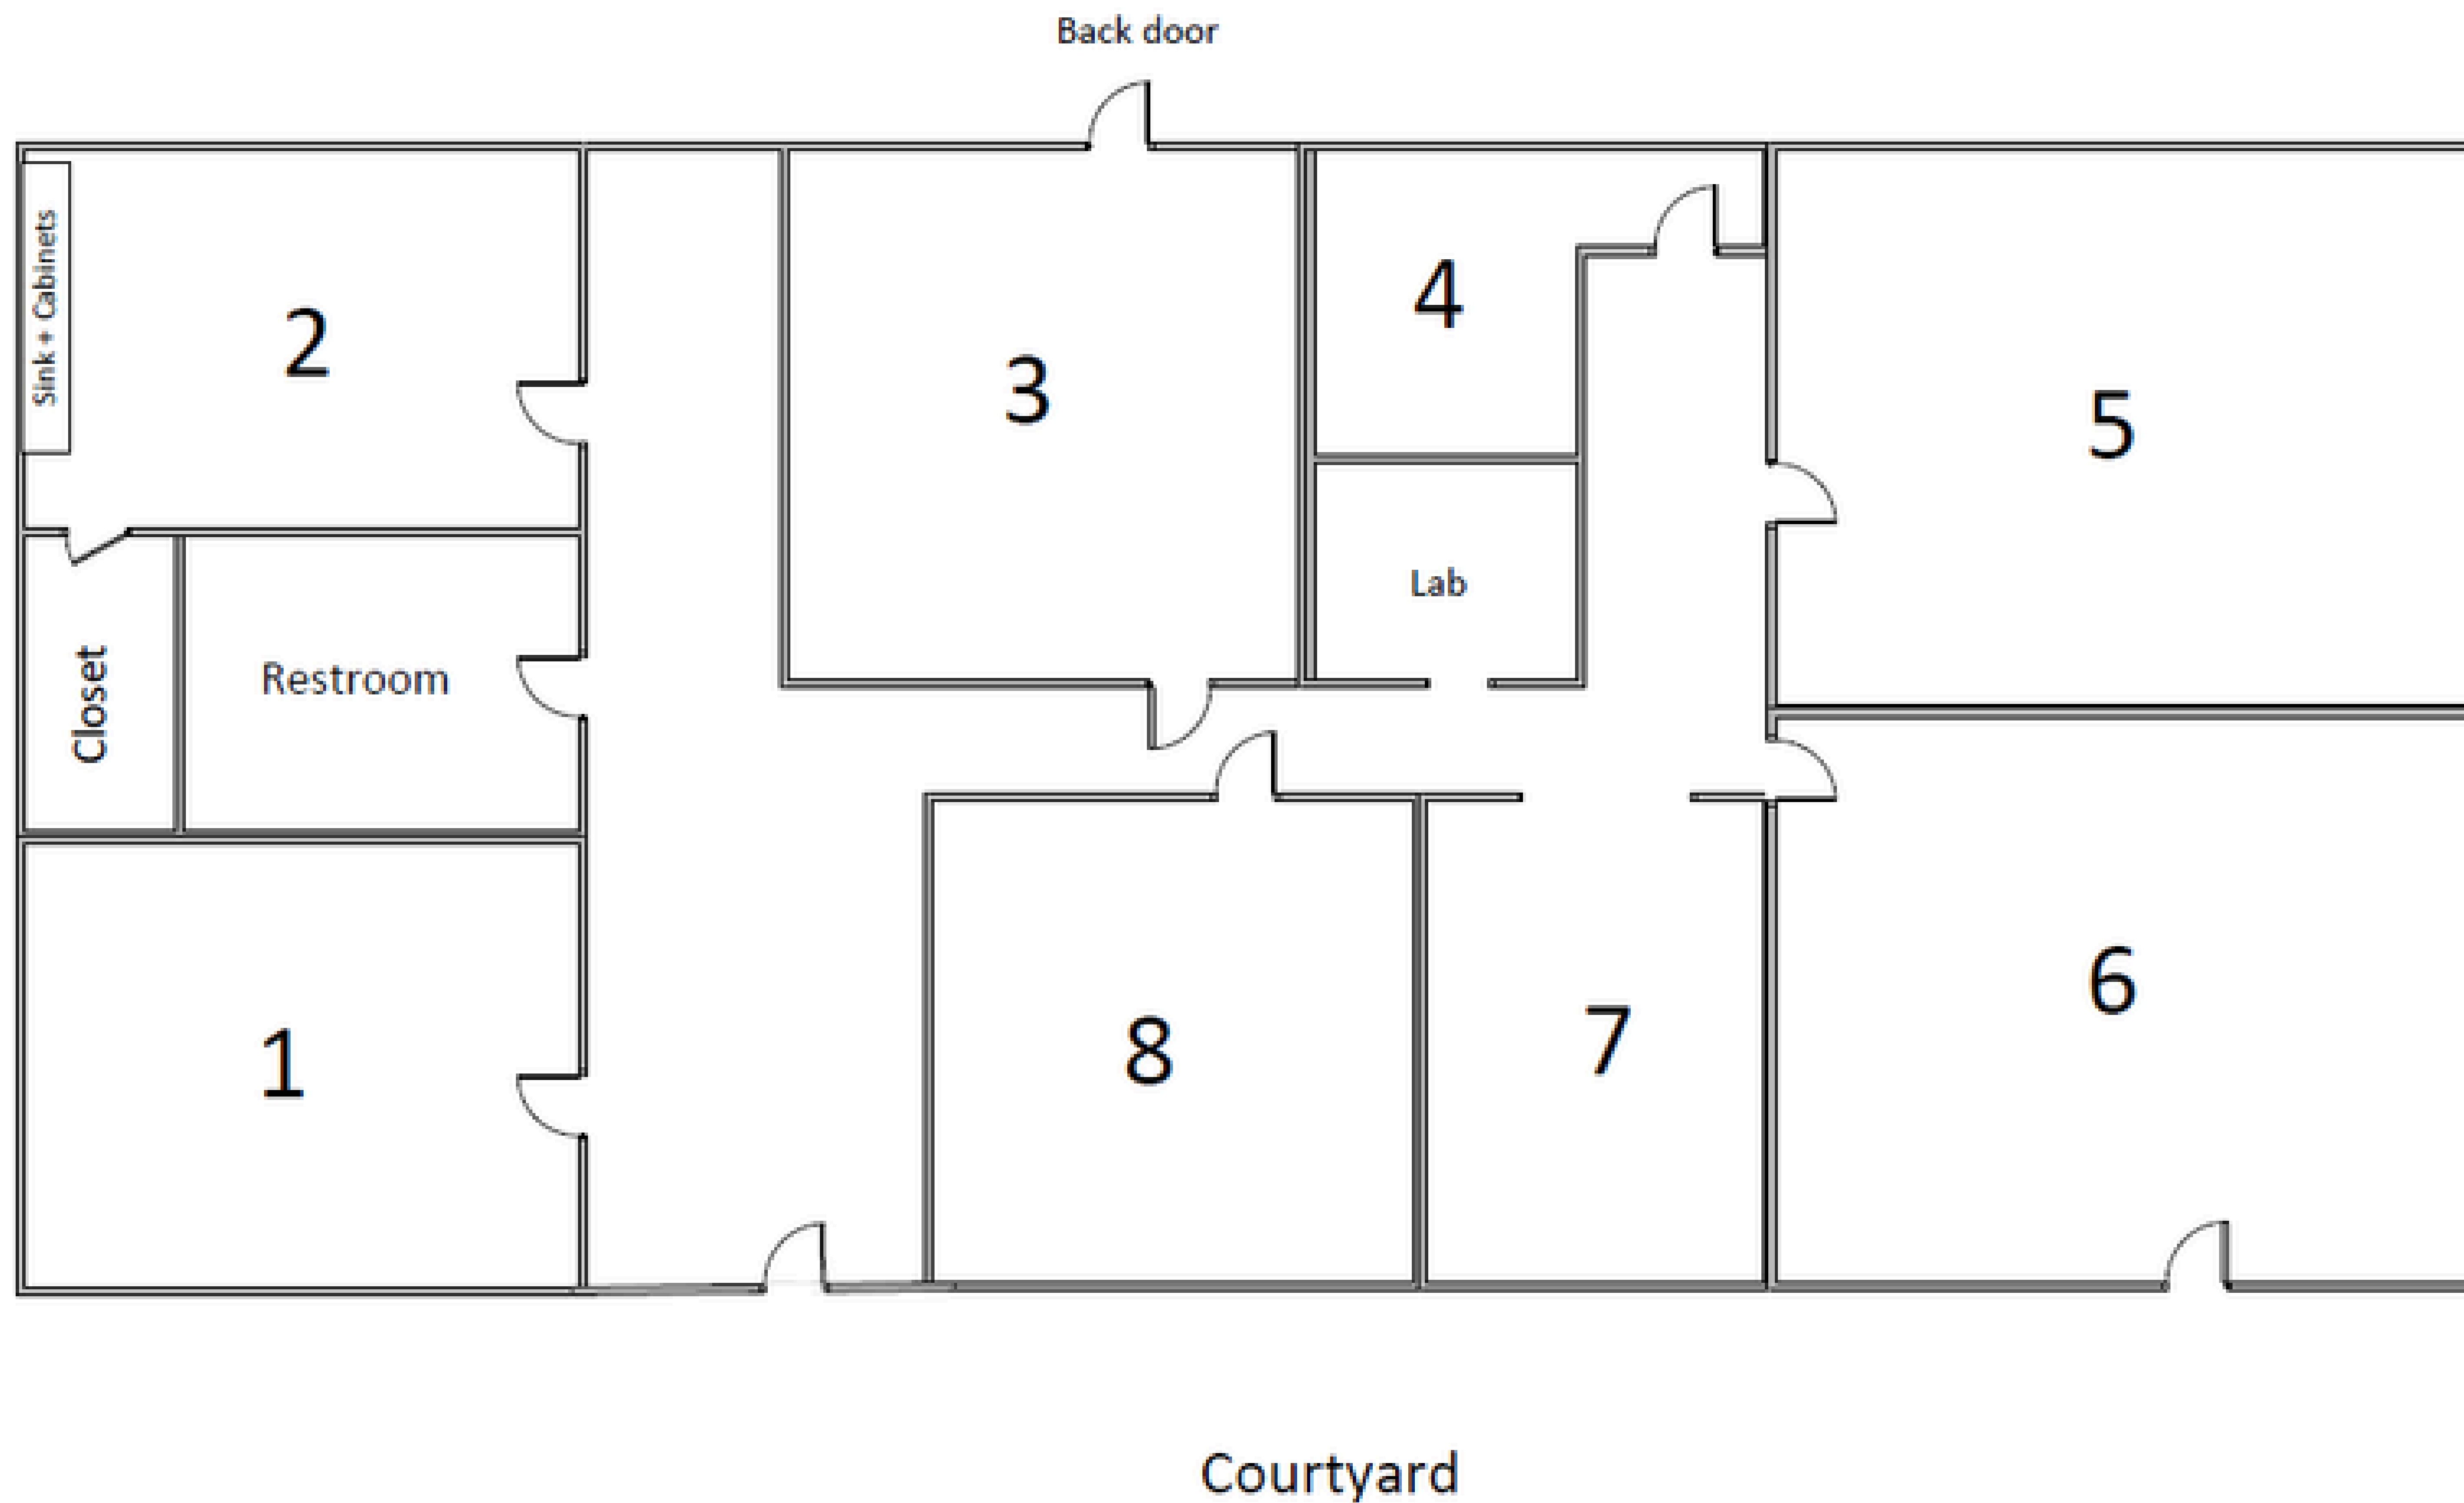 Back door
Sink + Cabinets
2
3
4
5
Lab
Closet
Restroom
1
8
7
6
Courtyard